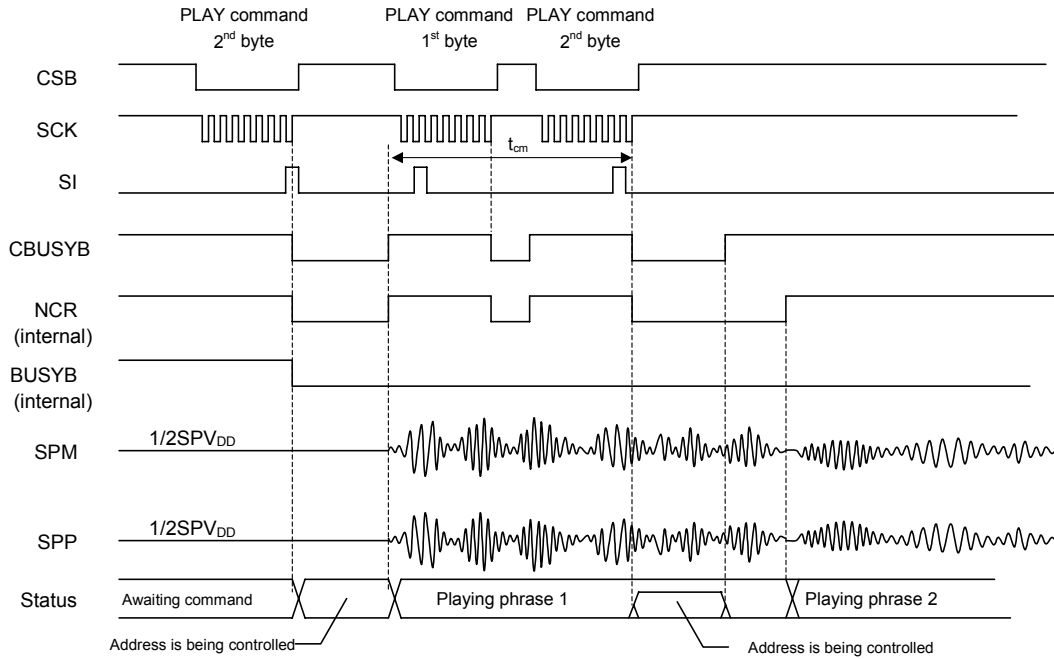 PLAY command
2nd byte
PLAY command
1st byte
PLAY command
2nd byte
CSB
SCK
tcm
SI
CBUSYB
NCR
(internal)
BUSYB
(internal)
1/2SPVDD
SPM
1/2SPVDD
SPP
Status
Awaiting command
Playing phrase 1
Playing phrase 2
Address is being controlled
Address is being controlled